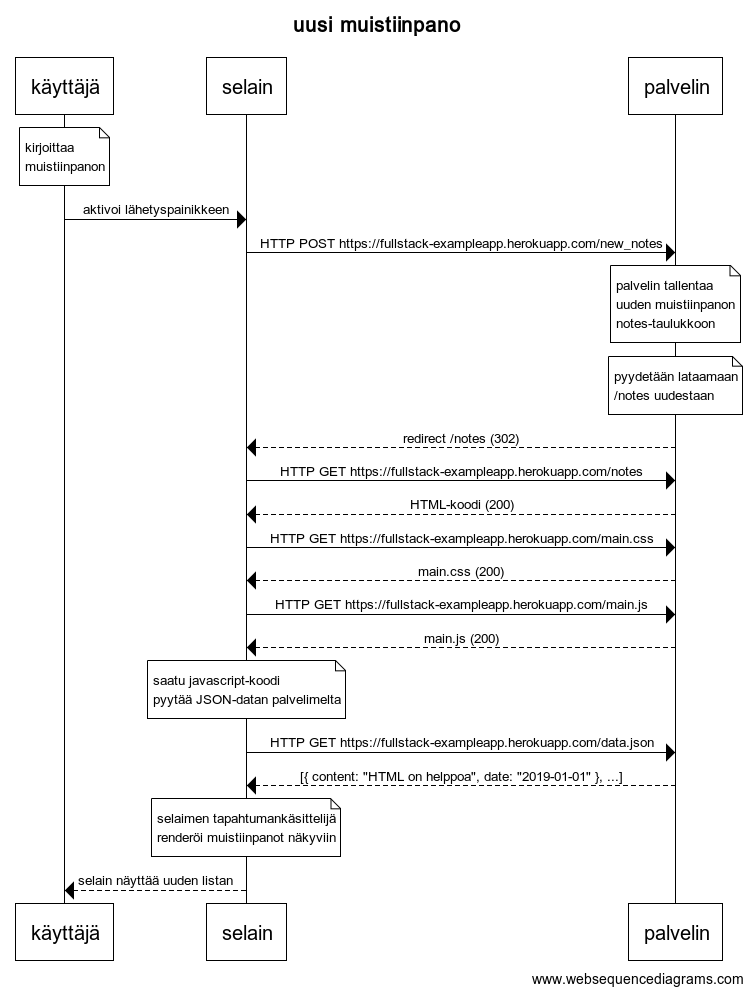 uusi muistiinpano
käyttäjä
selain
palvelin
kirjoittaa
muistiinpanon
aktivoi lähetyspainikkeen
HTTP POST https://fullstack-exampleapp.herokuapp.com/new_notes
palvelin tallentaa
uuden muistiinpanon
notes-taulukkoon
pyydetään lataamaan
/notes uudestaan
redirect /notes (302)
HTTP GET https://fullstack-exampleapp.herokuapp.com/notes
HTML-koodi (200)
HTTP GET https://fullstack-exampleapp.herokuapp.com/main.css
main.css (200)
HTTP GET https://fullstack-exampleapp.herokuapp.com/main.js
main.js (200)
saatu javascript-koodi
pyytää JSON-datan palvelimelta
HTTP GET https://fullstack-exampleapp.herokuapp.com/data.json
[{ content: "HTML on helppoa", date: "2019-01-01" }, ...]
selaimen tapahtumankäsittelijä
renderöi muistiinpanot näkyviin
selain näyttää uuden listan
käyttäjä
selain
palvelin
www.websequencediagrams.com